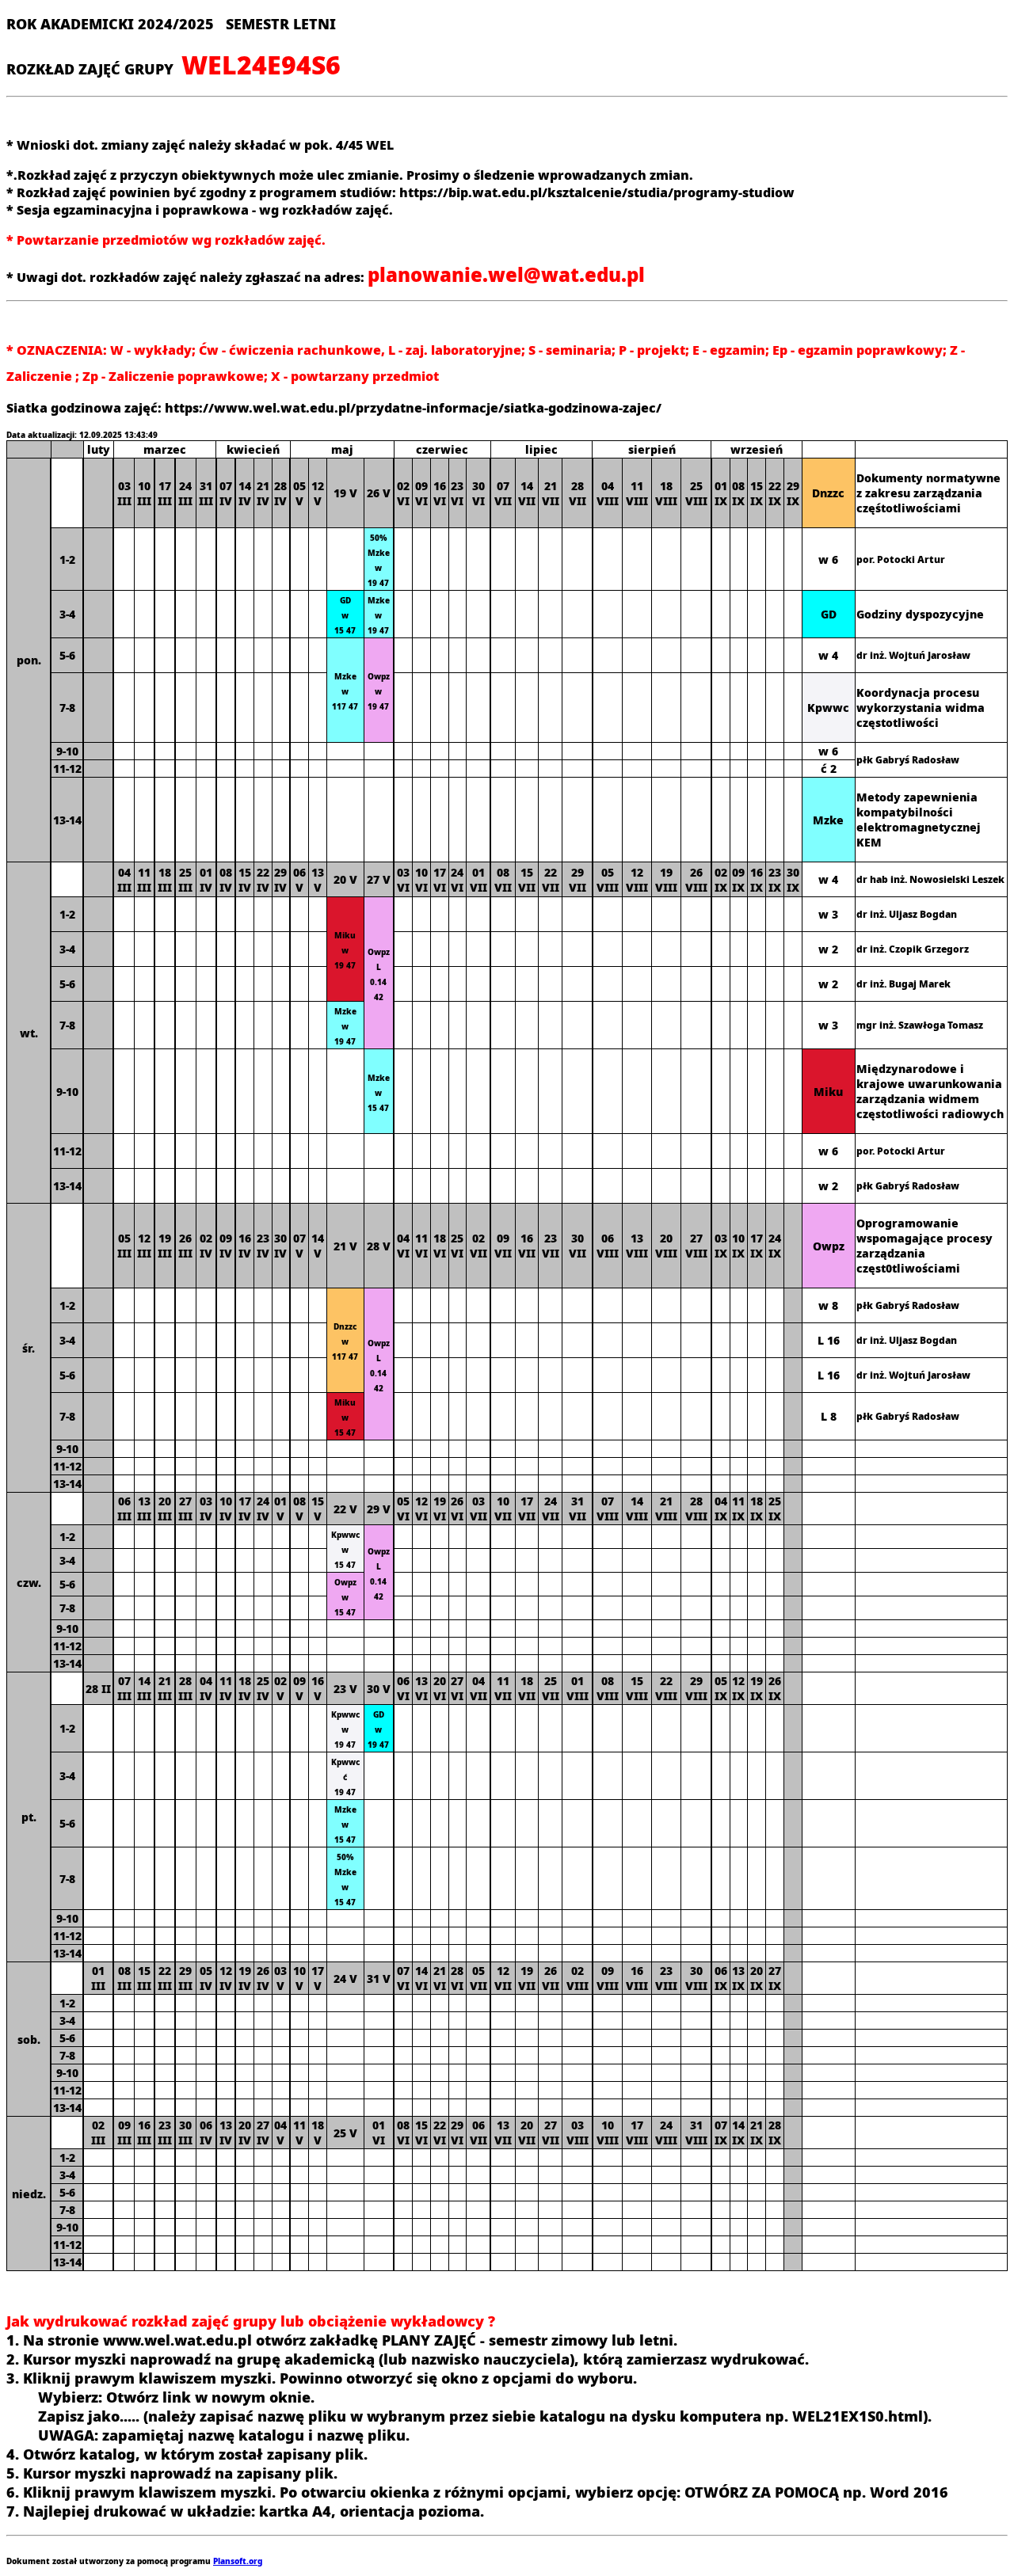 ROK AKADEMICKI 2024/2025 SEMESTR LETNI
ROZKŁAD ZAJĘĆ GRUPY WEL24E94S6
* Wnioski dot. zmiany zajęć należy składać w pok. 4/45 WEL
*.Rozkład zajęć z przyczyn obiektywnych może ulec zmianie. Prosimy o śledzenie wprowadzanych zmian.
* Rozkład zajęć powinien być zgodny z programem studiów: https://bip.wat.edu.pl/ksztalcenie/studia/programy-studiow
* Sesja egzaminacyjna i poprawkowa - wg rozkładów zajęć.
* Powtarzanie przedmiotów wg rozkładów zajęć.
* Uwagi dot. rozkładów zajęć należy zgłaszać na adres: planowanie.wel@wat.edu.pl
* OZNACZENIA: W - wykłady; Ćw - ćwiczenia rachunkowe, L - zaj. laboratoryjne; S - seminaria; P - projekt; E - egzamin; Ep - egzamin poprawkowy; Z -
Zaliczenie ; Zp - Zaliczenie poprawkowe; X - powtarzany przedmiot
Siatka godzinowa zajęć: https://www.wel.wat.edu.pl/przydatne-informacje/siatka-godzinowa-zajec/
Data aktualizacji: 12.09.2025 13:43:49
luty marzec kwiecień maj czerwiec lipiec sierpień wrzesień
pon.
03 III 10 III 17 III 24 III 31 III 07 IV 14 IV 21 IV 28 IV 05 V 12 V 19 V 26 V 02 VI 09 VI 16 VI 23 VI 30 VI 07 VII 14 VII 21 VII 28 VII 04 VIII 11 VIII 18 VIII 25 VIII 01 IX 08 IX 15 IX 22 IX 29 IX Dnzzc Dokumenty normatywne z zakresu zarządzania częśtotliwościami
1-2 50% Mzke w 19 47 w 6 por. Potocki Artur
3-4 GD w 15 47 Mzke w 19 47 GD Godziny dyspozycyjne
5-6 Mzke w 117 47 Owpz w 19 47 w 4 dr inż. Wojtuń Jarosław
7-8 Kpwwc Koordynacja procesu wykorzystania widma częstotliwości
9-10 w 6 płk Gabryś Radosław
11-12 ć 2
13-14 Mzke Metody zapewnienia kompatybilności elektromagnetycznej KEM
wt.
04 III 11 III 18 III 25 III 01 IV 08 IV 15 IV 22 IV 29 IV 06 V 13 V 20 V 27 V 03 VI 10 VI 17 VI 24 VI 01 VII 08 VII 15 VII 22 VII 29 VII 05 VIII 12 VIII 19 VIII 26 VIII 02 IX 09 IX 16 IX 23 IX 30 IX w 4 dr hab inż. Nowosielski Leszek
1-2 Miku w 19 47 Owpz L 0.14 42 w 3 dr inż. Uljasz Bogdan
3-4 w 2 dr inż. Czopik Grzegorz
5-6 w 2 dr inż. Bugaj Marek
7-8 Mzke w 19 47 w 3 mgr inż. Szawłoga Tomasz
9-10 Mzke w 15 47 Miku Międzynarodowe i krajowe uwarunkowania zarządzania widmem częstotliwości radiowych
11-12 w 6 por. Potocki Artur
13-14 w 2 płk Gabryś Radosław
śr.
05 III 12 III 19 III 26 III 02 IV 09 IV 16 IV 23 IV 30 IV 07 V 14 V 21 V 28 V 04 VI 11 VI 18 VI 25 VI 02 VII 09 VII 16 VII 23 VII 30 VII 06 VIII 13 VIII 20 VIII 27 VIII 03 IX 10 IX 17 IX 24 IX Owpz Oprogramowanie wspomagające procesy zarządzania częst0tliwościami
1-2 Dnzzc w 117 47 Owpz L 0.14 42 w 8 płk Gabryś Radosław
3-4 L 16 dr inż. Uljasz Bogdan
5-6 L 16 dr inż. Wojtuń Jarosław
7-8 Miku w 15 47 L 8 płk Gabryś Radosław
9-10
11-12
13-14
czw.
06 III 13 III 20 III 27 III 03 IV 10 IV 17 IV 24 IV 01 V 08 V 15 V 22 V 29 V 05 VI 12 VI 19 VI 26 VI 03 VII 10 VII 17 VII 24 VII 31 VII 07 VIII 14 VIII 21 VIII 28 VIII 04 IX 11 IX 18 IX 25 IX
1-2 Kpwwc w 15 47 Owpz L 0.14 42
3-4
5-6 Owpz w 15 47
7-8
9-10
11-12
13-14
pt.
28 II 07 III 14 III 21 III 28 III 04 IV 11 IV 18 IV 25 IV 02 V 09 V 16 V 23 V 30 V 06 VI 13 VI 20 VI 27 VI 04 VII 11 VII 18 VII 25 VII 01 VIII 08 VIII 15 VIII 22 VIII 29 VIII 05 IX 12 IX 19 IX 26 IX
1-2 Kpwwc w 19 47 GD w 19 47
3-4 Kpwwc ć 19 47
5-6 Mzke w 15 47
7-8 50% Mzke w 15 47
9-10
11-12
13-14
sob.
01 III 08 III 15 III 22 III 29 III 05 IV 12 IV 19 IV 26 IV 03 V 10 V 17 V 24 V 31 V 07 VI 14 VI 21 VI 28 VI 05 VII 12 VII 19 VII 26 VII 02 VIII 09 VIII 16 VIII 23 VIII 30 VIII 06 IX 13 IX 20 IX 27 IX
1-2
3-4
5-6
7-8
9-10
11-12
13-14
niedz.
02 III 09 III 16 III 23 III 30 III 06 IV 13 IV 20 IV 27 IV 04 V 11 V 18 V 25 V 01 VI 08 VI 15 VI 22 VI 29 VI 06 VII 13 VII 20 VII 27 VII 03 VIII 10 VIII 17 VIII 24 VIII 31 VIII 07 IX 14 IX 21 IX 28 IX
1-2
3-4
5-6
7-8
9-10
11-12
13-14
Jak wydrukować rozkład zajęć grupy lub obciążenie wykładowcy ?
1. Na stronie www.wel.wat.edu.pl otwórz zakładkę PLANY ZAJĘĆ - semestr zimowy lub letni.
2. Kursor myszki naprowadź na grupę akademicką (lub nazwisko nauczyciela), którą zamierzasz wydrukować.
3. Kliknij prawym klawiszem myszki. Powinno otworzyć się okno z opcjami do wyboru.
Wybierz: Otwórz link w nowym oknie.
Zapisz jako..... (należy zapisać nazwę pliku w wybranym przez siebie katalogu na dysku komputera np. WEL21EX1S0.html).
UWAGA: zapamiętaj nazwę katalogu i nazwę pliku.
4. Otwórz katalog, w którym został zapisany plik.
5. Kursor myszki naprowadź na zapisany plik.
6. Kliknij prawym klawiszem myszki. Po otwarciu okienka z różnymi opcjami, wybierz opcję: OTWÓRZ ZA POMOCĄ np. Word 2016
7. Najlepiej drukować w układzie: kartka A4, orientacja pozioma.
Dokument został utworzony za pomocą programu Plansoft.org